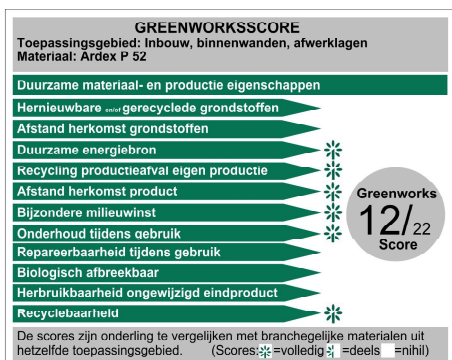 GREENWORKSSCORE
Toepassingsgebied: Inbouw, binnenwanden, afwerklagen
Materiaal: Ardex P 52
Duurzame materiaal- en productie eigenschappen
Hernieuwbare en/of gerecyclede grondstoffen
Afstand herkomst grondstoffen
Duurzame energiebron
Recycling productieafval eigen productie
Afstand herkomst product
Bijzondere milieuwinst
Onderhoud tijdens gebruik
Repareerbaarheid tijdens gebruik
Biologisch afbreekbaar
Herbruikbaarheid ongewijzigd eindproduct
Recyclebaarheid
Greenworks
12/22
Score
De scores zijn onderling te vergelijken met branchegelijke materialen uit
hetzelfde toepassingsgebied. (Scores: =volledig =deels =nihil)